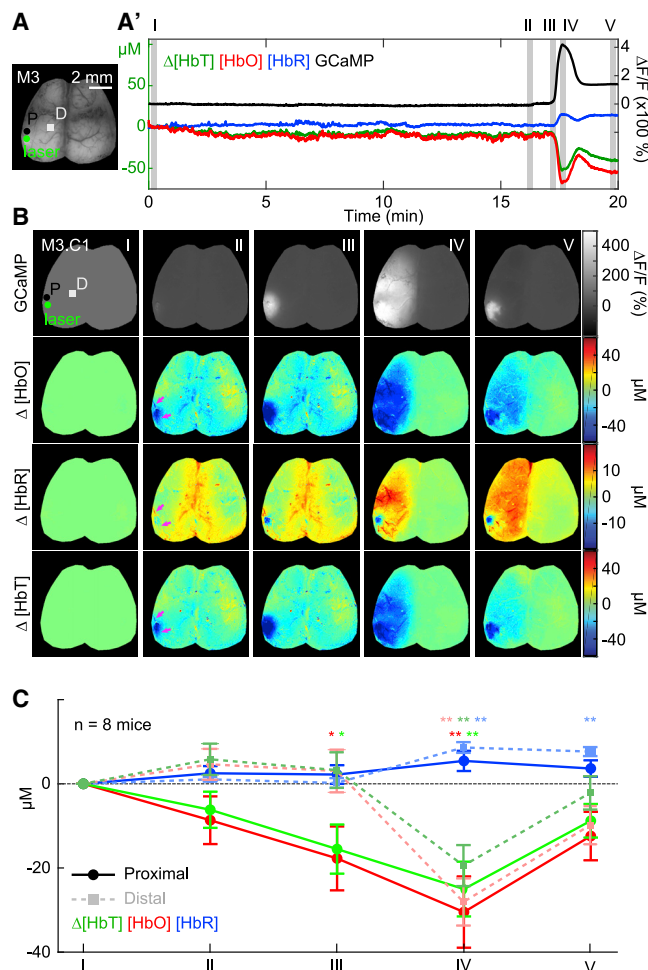 A
M3
2 mm
P
D
laser
A'
I
II
III
IV
V
µM
Δ[HbT] [HbO] [HbR] GCaMP
50
0
-50
4
2
0
ΔF/F (x100 %)
0
5
10
15
20
Time (min)
B
GCaMP
M3.C1
I
II
III
IV
V
P
D
laser
400
200
0
ΔF/F (%)
Δ [HbO]
40
0
-40
µM
Δ [HbR]
10
0
-10
µM
Δ [HbT]
40
0
-40
µM
C
n = 8 mice
* *
** ** **
** **
**
0
-20
-40
µM
Proximal
Distal
Δ[HbT] [HbO] [HbR]
I
II
III
IV
V